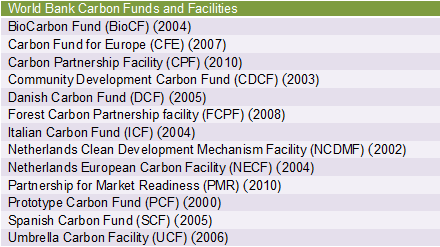 World Bank Carbon Funds and Facilities
BioCarbon Fund (BioCF) (2004)
Carbon Fund for Europe (CFE) (2007)
Carbon Partnership Facility (CPF) (2010)
Community Development Carbon Fund (CDCF) (2003)
Danish Carbon Fund (DCF) (2005)
Forest Carbon Partnership facility (FCPF) (2008)
Italian Carbon Fund (ICF) (2004)
Netherlands Clean Development Mechanism Facility (NCDMF) (2002)
Netherlands European Carbon Facility (NECF) (2004)
Partnership for Market Readiness (PMR) (2010)
Prototype Carbon Fund (PCF) (2000)
Spanish Carbon Fund (SCF) (2005)
Umbrella Carbon Facility (UCF) (2006)